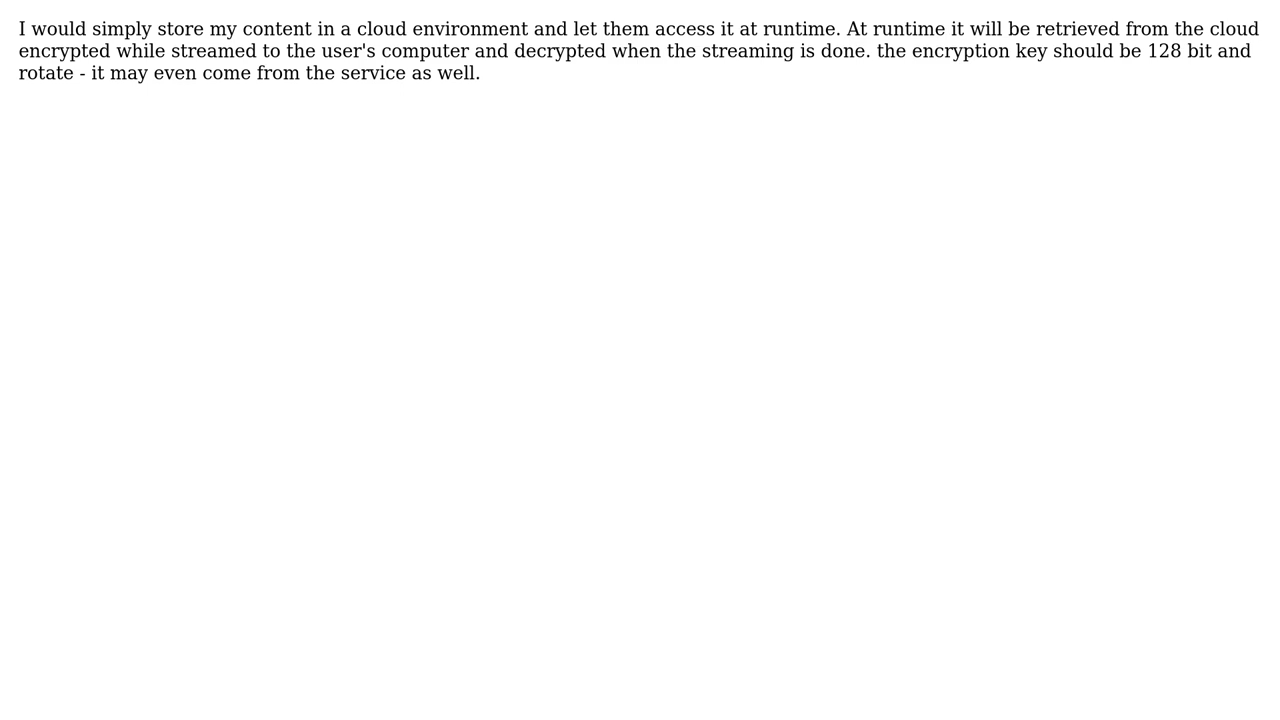 I would simply store my content in a cloud environment and let them access it at runtime. At runtime it will be retrieved from the cloud
encrypted while streamed to the user's computer and decrypted when the streaming is done. the encryption key should be 128 bit and
rotate - it may even come from the service as well.